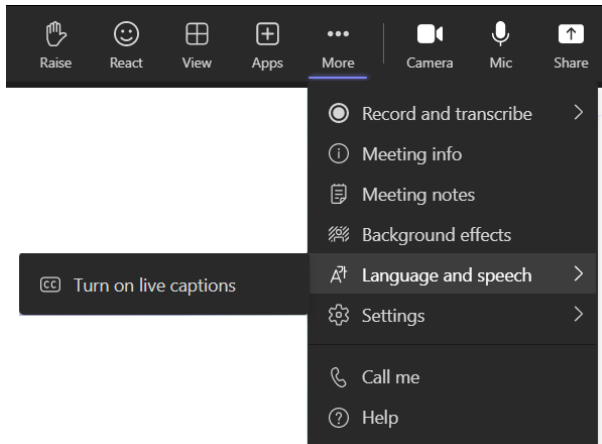 Raise React View Apps More Camera Mic Share
Record and transcribe
Meeting info
Meeting notes
Background effects
CC Turn on live captions
Language and speech
Settings
Call me
Help